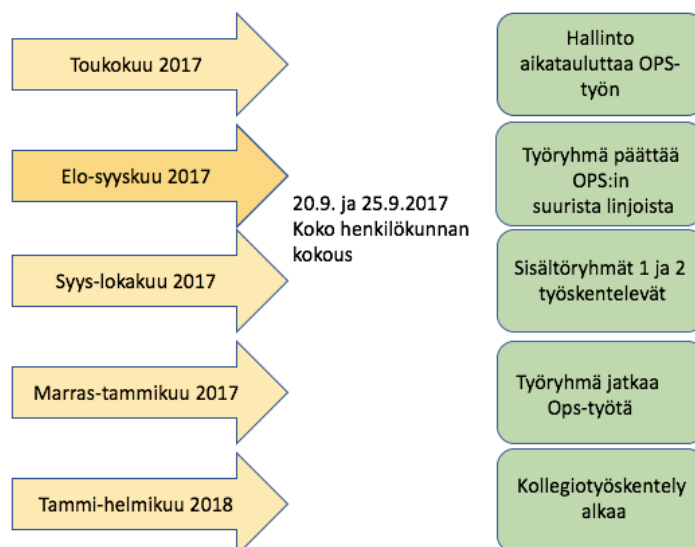 Toukokuu 2017
Hallinto
aikatauluttaa OPS-
työn
Elo-syyskuu 2017
20.9. ja 25.9.2017
Koko henkilökunnan
kokous
Työryhmä päättää
OPS:in
suurista linjoista
Syys-lokakuu 2017
Sisältöryhmät 1 ja 2
työskentelevät
Marras-tammikuu 2017
Työryhmä jatkaa
Ops-työtä
Tammi-helmikuu 2018
Kollegiotyöskentely
alkaa